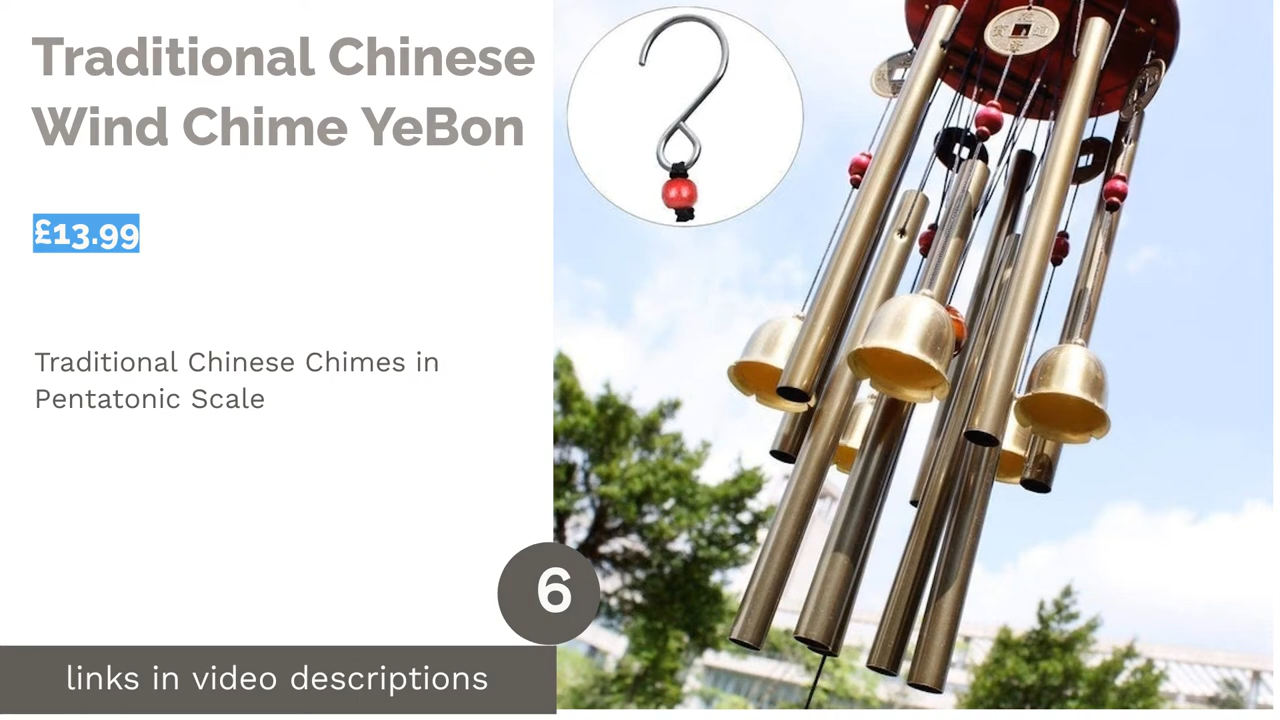 Traditional Chinese
Wind Chime YeBon
£13.99
Traditional Chinese Chimes in
Pentatonic Scale
6
links in video descriptions